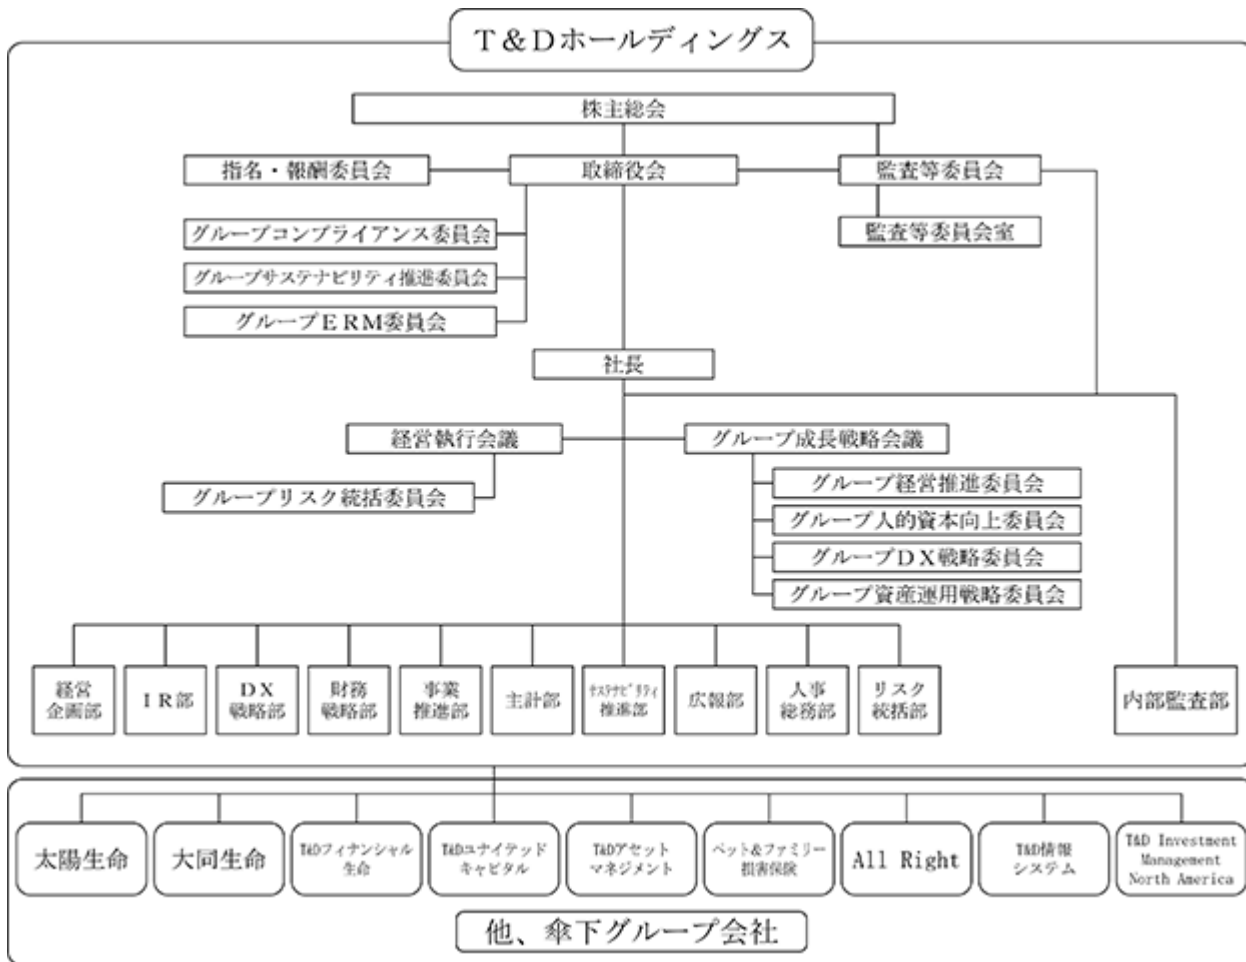 T&Dホールディングス
株主総会
指名・報酬委員会
取締役会
監査等委員会
グループコンプライアンス委員会
監査等委員会室
グループサステナビリティ推進委員会
グループERM委員会
社長
経営執行会議
グループ成長戦略会議
グループリスク統括委員会
グループ経営推進委員会
グループ人的資本向上委員会
グループDX戦略委員会
グループ資産運用戦略委員会
経営
企画部
IR部
DX
戦略部
財務
戦略部
事業
推進部
主計部
サステナビリティ
推進部
広報部
人事
総務部
リスク
統括部
内部監査部
太陽生命
大同生命
T&Dフィナンシャル
生命
T&Dユナイテッド
キャピタル
T&Dアセット
マネジメント
ペット&ファミリー
損害保険
All Right
T&D情報
システム
T&D Investment
Management
North America
他、傘下グループ会社